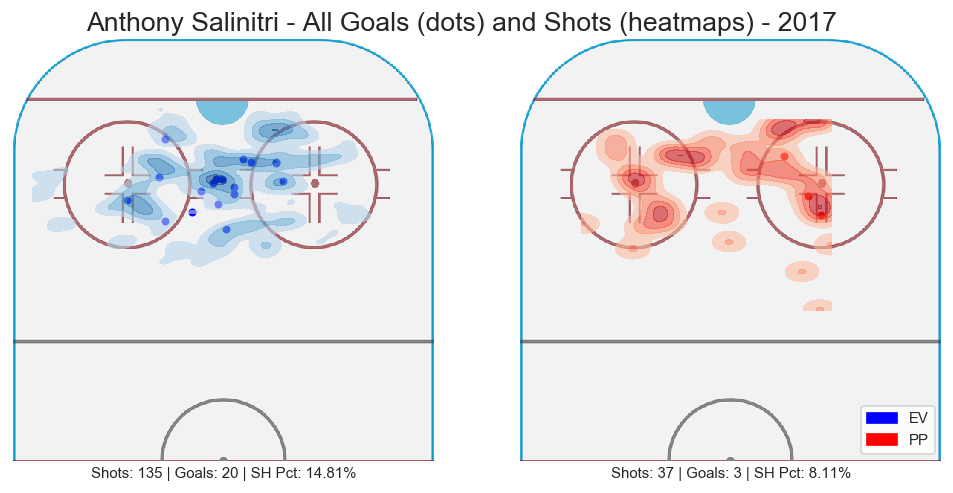 Anthony Salinitri - All Goals (dots) and Shots (heatmaps) - 2017
EV
PP
Shots: 135 | Goals: 20 | SH Pct: 14.81%
Shots: 37 | Goals: 3 | SH Pct: 8.11%